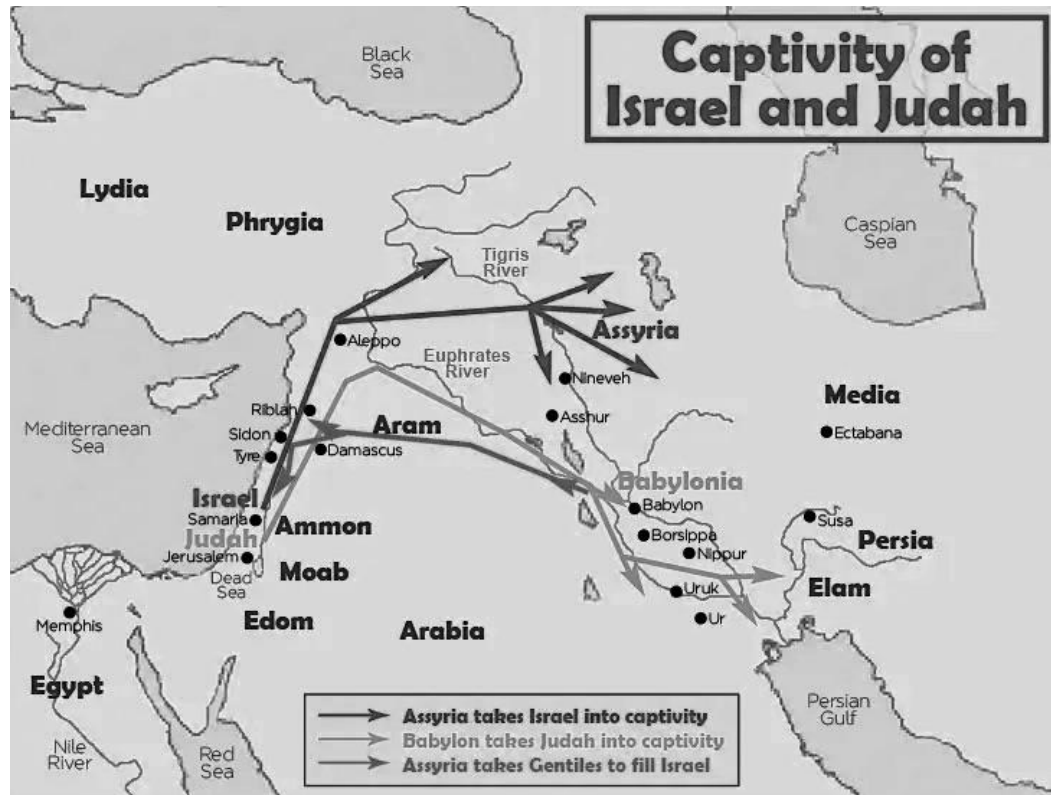 Captivity of
Israel and Judah
Black
Sea
Lydia
Phrygia
Caspian
Sea
Tigris
River
Assyria
Aleppo
Euphrates
River
Nineveh
Media
Riblah
Asshur
Aram
Mediterranean
Sea
Sidon
Ectabana
Tyre
Damascus
Babylonia
Israel
Babylon
Samaria
Ammon
Susa
Judah
Borsippa
Persia
Jerusalem
Nippur
Dead
Sea
Moab
Elam
Uruk
Memphis
Edom
Ur
Arabia
Egypt
Persian
Gulf
Nile
River
Red
Sea
Assyria takes Israel into captivity
Babylon takes Judah into captivity
Assyria takes Gentiles to fill Israel